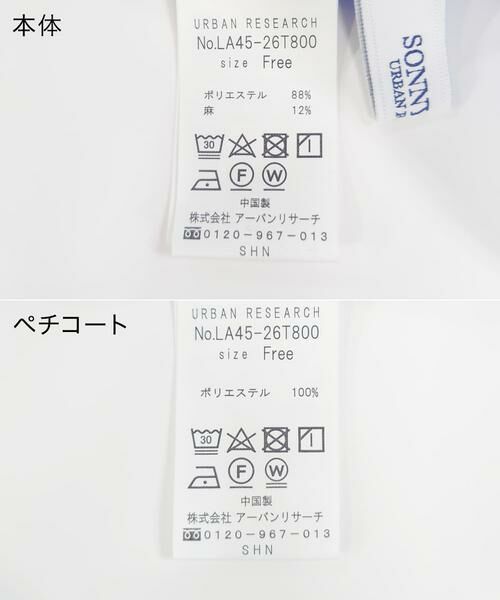 本体
URBAN RESEARCH
No.LA45-26T800
size Free
ポリエステル 88%
麻 12%
30
F W
中国製
株式会社 アーバンリサーチ
0120-967-013
SHN
SONN
URBAN R
ペチコート
URBAN RESEARCH
No.LA45-26T800
size Free
ポリエステル 100%
30
F W
中国製
株式会社 アーバンリサーチ
0120-967-013
SHN